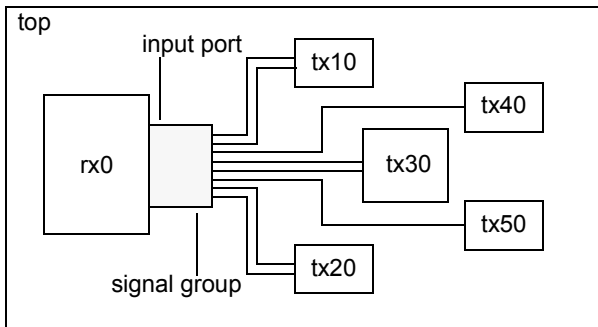 top
input port
tx10
tx40
rx0
tx30
tx50
tx20
signal group